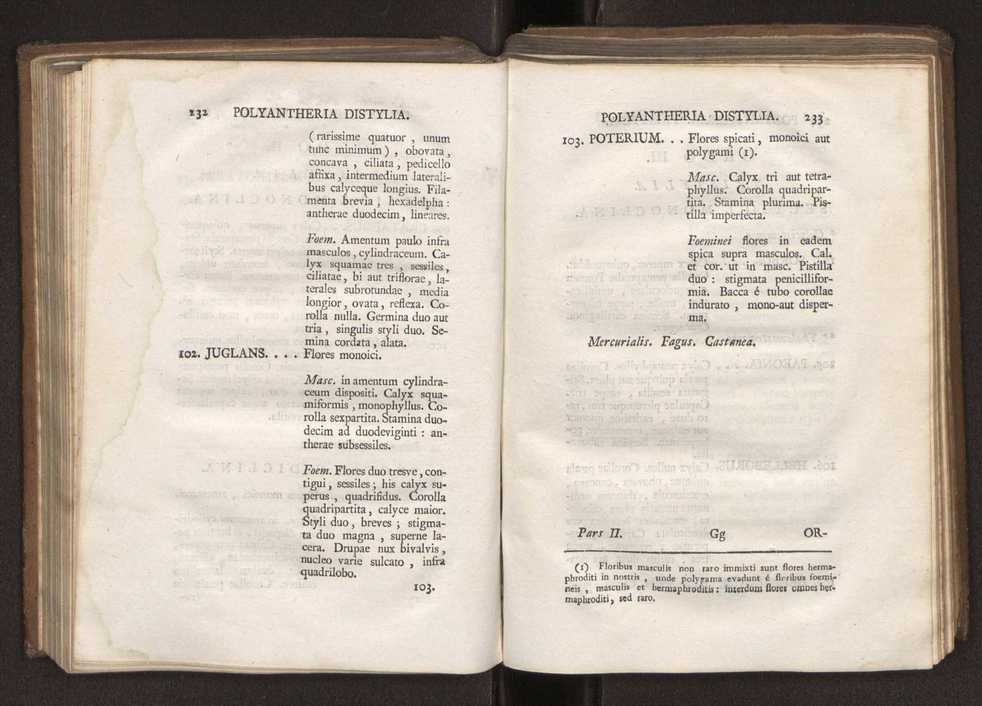 232 POLYANTHERIA DISTYLIA.
( rarissime quatuor , unum
tunc minimum ) , obovata ,
concava , ciliata , pedicello
affixa , intermedium laterali-
bus calyceque longius. Fila-
menta brevia , hexadelpha :
antherae duodecim , lineares.
Foem. Amentum paulo infra
masculos , cylindraceum. Ca-
lyx squamae tres , sessiles ,
ciliatae , bi aut triflorae , la-
terales subrotundae , media
longior , ovata , reflexa. Co-
rolla nulla. Germina duo aut
tria , singulis styli duo. Se-
mina cordata , alata.
102. JUGLANS. . . . Flores monoici.
Masc. in amentum cylindra-
ceum dispositi. Calyx squa-
miformis , monophyllus. Co-
rolla sexpartita. Stamina duo-
decim ad duodeviginti : an-
therae subsessiles.
Foem. Flores duo tresve , con-
tigui , sessiles ; his calyx su-
perus , quadrifidus. Corolla
quadripartita , calyce maior.
Styli duo , breves ; stigma-
ta duo magna , superne la-
cera. Drupae nux bivalvis ,
nucleo varie sulcato , infra
quadrilobo.
103.
POLYANTHERIA DISTYLIA. 233
103. POTERIUM. . . Flores spicati , monoici aut
polygami (1).
Masc. Calyx tri aut tetra-
phyllus. Corolla quadripar-
tita. Stamina plurima. Pis-
tilla imperfecta.
Foeminei flores in eadem
spica supra masculos. Cal.
et cor. ut in masc. Pistilla
duo : stigmata penicillifor-
mia. Bacca é tubo corollae
indurato , mono-aut disper-
ma.
Mercurialis. Fagus. Castanea.
Pars II. Gg OR-
(1) Floribus masculis non raro immixti sunt flores herma-
phroditi in nostris , unde polygama evadunt é floribus foemi-
neis , masculis et hermaphroditis : interdum flores omnes her-
maphroditi , sed raro.